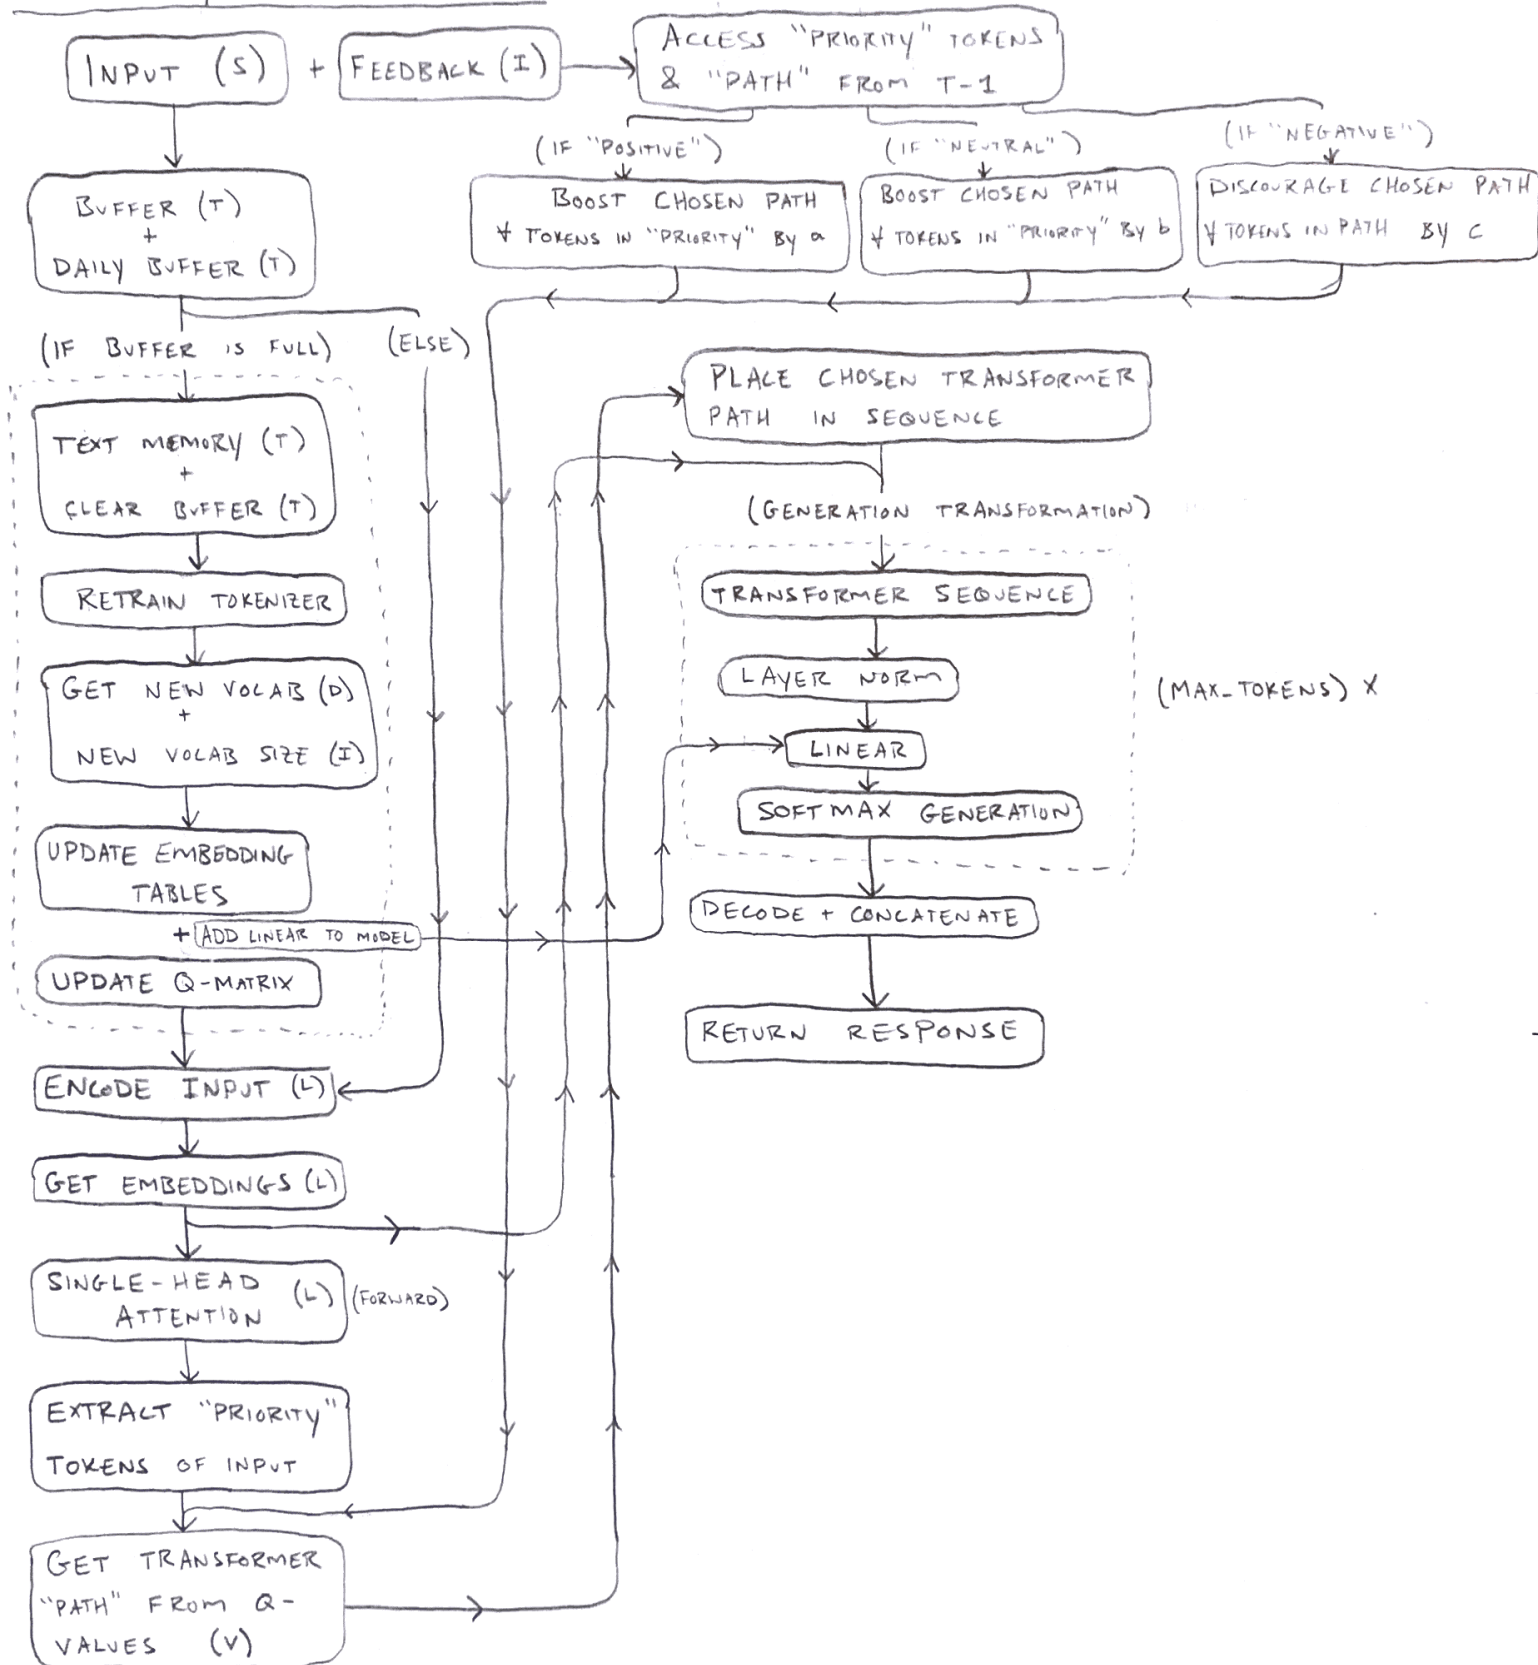 INPUT (S)
+
FEEDBACK (I)
ACCESS "PRIORITY" TOKENS
& "PATH" FROM T-1
(IF "POSITIVE")
(IF "NEUTRAL")
(IF "NEGATIVE")
BOOST CHOSEN PATH
∀ TOKENS IN "PRIORITY" BY a
BOOST CHOSEN PATH
∀ TOKENS IN "PRIORITY" BY b
DISCOURAGE CHOSEN PATH
∀ TOKENS IN PATH BY C
BUFFER (T)
+
DAILY BUFFER (T)
(IF BUFFER IS FULL)
(ELSE)
TEXT MEMORY (T)
+
CLEAR BUFFER (T)
RETRAIN TOKENIZER
GET NEW VOLAB (D)
+
NEW VOLAB SIZE (I)
UPDATE EMBEDDING
TABLES
+ ADD LINEAR TO MODEL
UPDATE Q-MATRIX
ENCODE INPUT (L)
GET EMBEDDINGS (L)
SINGLE-HEAD
ATTENTION (L)
(FORWARD)
EXTRACT "PRIORITY"
TOKENS OF INPUT
GET TRANSFORMER
"PATH" FROM Q-
VALUES (V)
PLACE CHOSEN TRANSFORMER
PATH IN SEQUENCE
(GENERATION TRANSFORMATION)
TRANSFORMER SEQUENCE
LAYER NORM
LINEAR
SOFTMAX GENERATION
(MAX_TOKENS) X
DECODE + CONCATENATE
RETURN RESPONSE